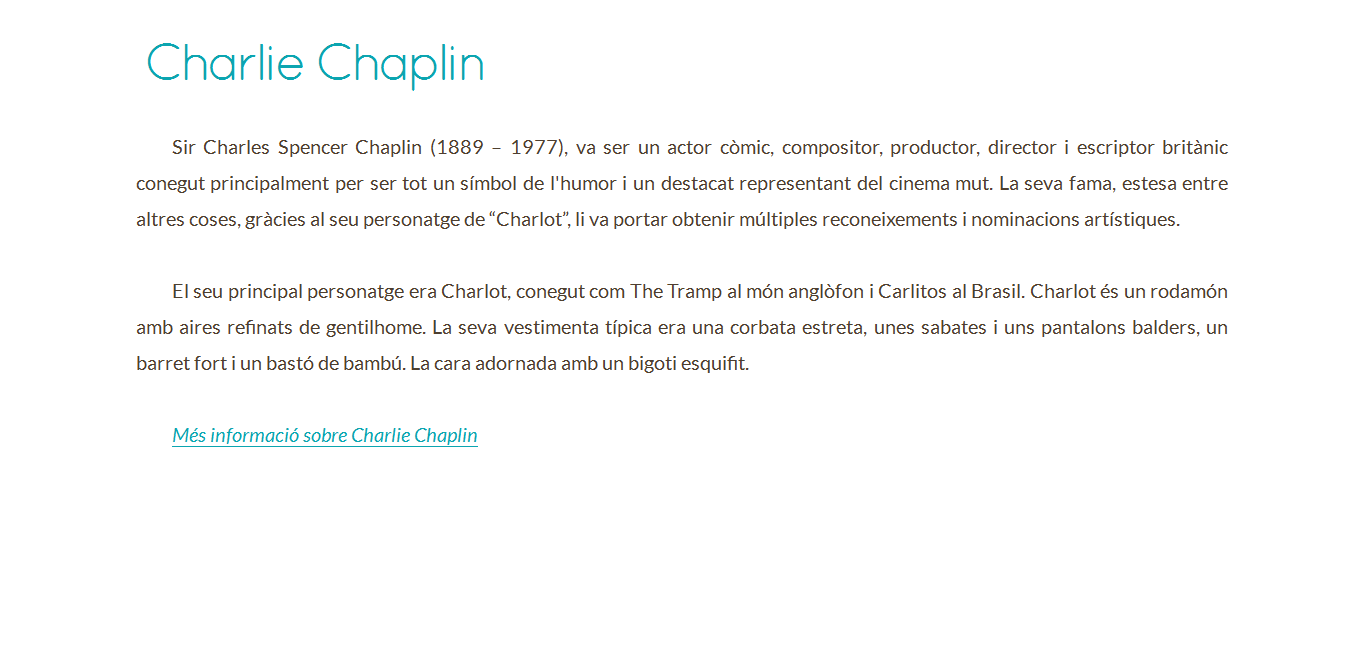 Charlie Chaplin
Sir Charles Spencer Chaplin (1889 – 1977), va ser un actor còmic, compositor, productor, director i escriptor britànic
conegut principalment per ser tot un símbol de l'humor i un destacat representant del cinema mut. La seva fama, estesa entre
altres coses, gràcies al seu personatge de “Charlot”, li va portar obtenir múltiples reconeixements i nominacions artístiques.
El seu principal personatge era Charlot, conegut com The Tramp al món anglòfon i Carlitos al Brasil. Charlot és un rodamón
amb aires refinats de gentilhome. La seva vestimenta típica era una corbata estreta, unes sabates i uns pantalons balders, un
barret fort i un bastó de bambú. La cara adornada amb un bigoti esquifit.
Més informació sobre Charlie Chaplin